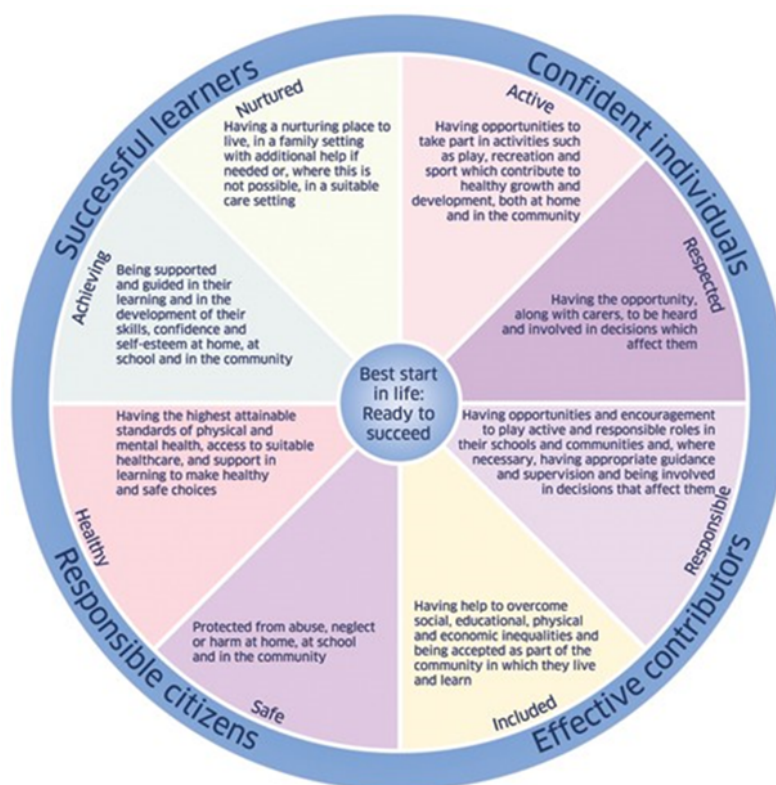 Successful learners
Confident individuals
Nurtured
Having a nurturing place to
live, in a family setting
with additional help if
needed or, where this is
not possible, in a suitable
care setting
Active
Having opportunities to
take part in activities such
as play, recreation and
sport which contribute to
healthy growth and
development, both at home
and in the community
Achieving
Being supported
and guided in their
learning and in the
development of their
skills, confidence and
self-esteem at home, at
school and in the community
Respected
Having the opportunity,
along with carers, to be heard
and involved in decisions which
affect them
Best start
in life:
Ready to
succeed
Healthy
Having the highest attainable
standards of physical and
mental health, access to suitable
healthcare, and support in
learning to make healthy
and safe choices
Responsible
Having opportunities and encouragement
to play active and responsible roles in
their schools and communities and, where
necessary, having appropriate guidance
and supervision and being involved
in decisions that affect them
Safe
Protected from abuse, neglect
or harm at home, at school
and in the community
Included
Having help to overcome
social, educational, physical
and economic inequalities and
being accepted as part of the
community in which they live
and learn
Responsible citizens
Effective contributors